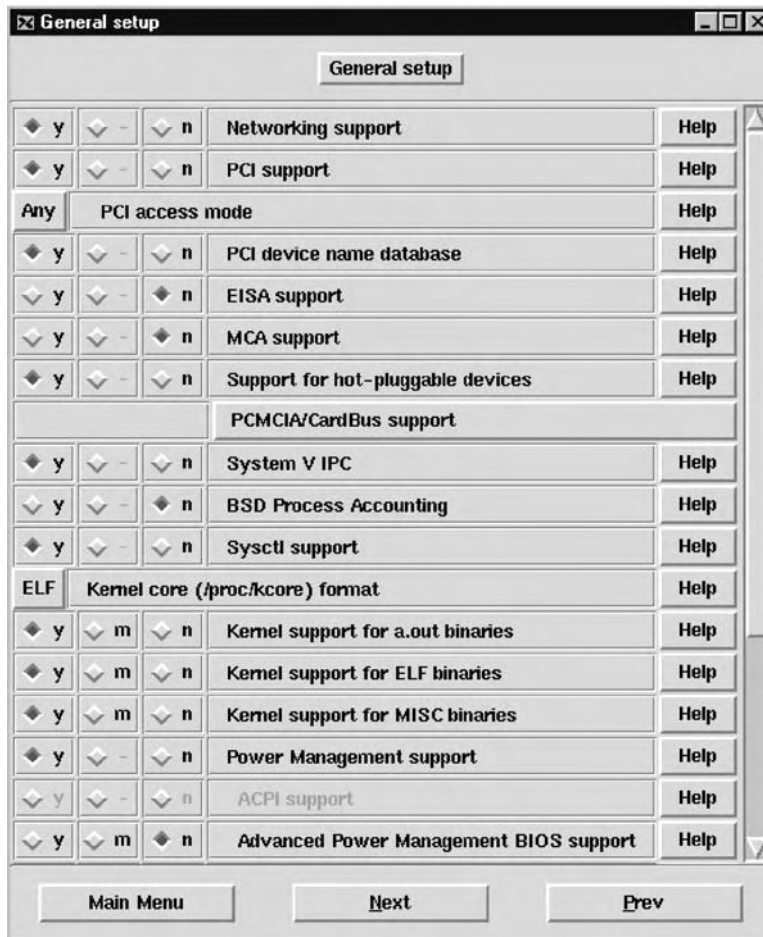 General setup
General setup
y - n Networking support Help
y - n PCI support Help
Any PCI access mode Help
y - n PCI device name database Help
y - n EISA support Help
y - n MCA support Help
y - n Support for hot-pluggable devices Help
PCMCIA/CardBus support
y - n System V IPC Help
y - n BSD Process Accounting Help
y - n Sysctl support Help
ELF Kernel core (/proc/kcore) format Help
y m n Kernel support for a.out binaries Help
y m n Kernel support for ELF binaries Help
y m n Kernel support for MISC binaries Help
y - n Power Management support Help
y - n ACPI support Help
y m n Advanced Power Management BIOS support Help
Main Menu Next Prev